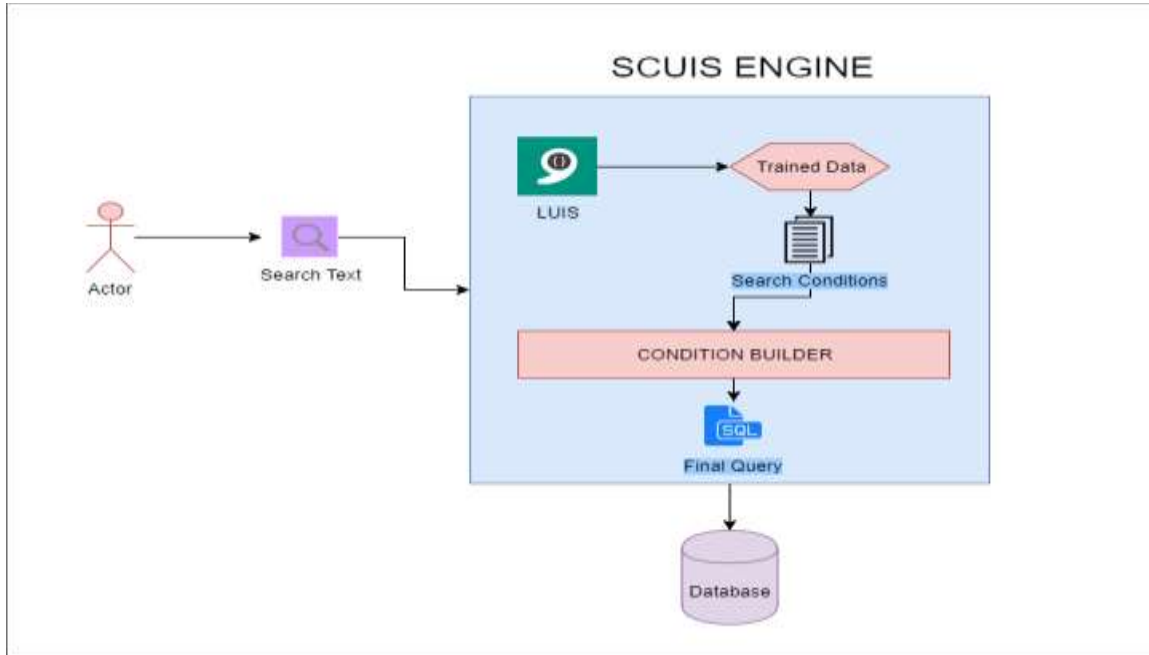 SCUIS ENGINE
LUIS
Trained Data
Search Text
Actor
Search Conditions
CONDITION BUILDER
SQL
Final Query
Database